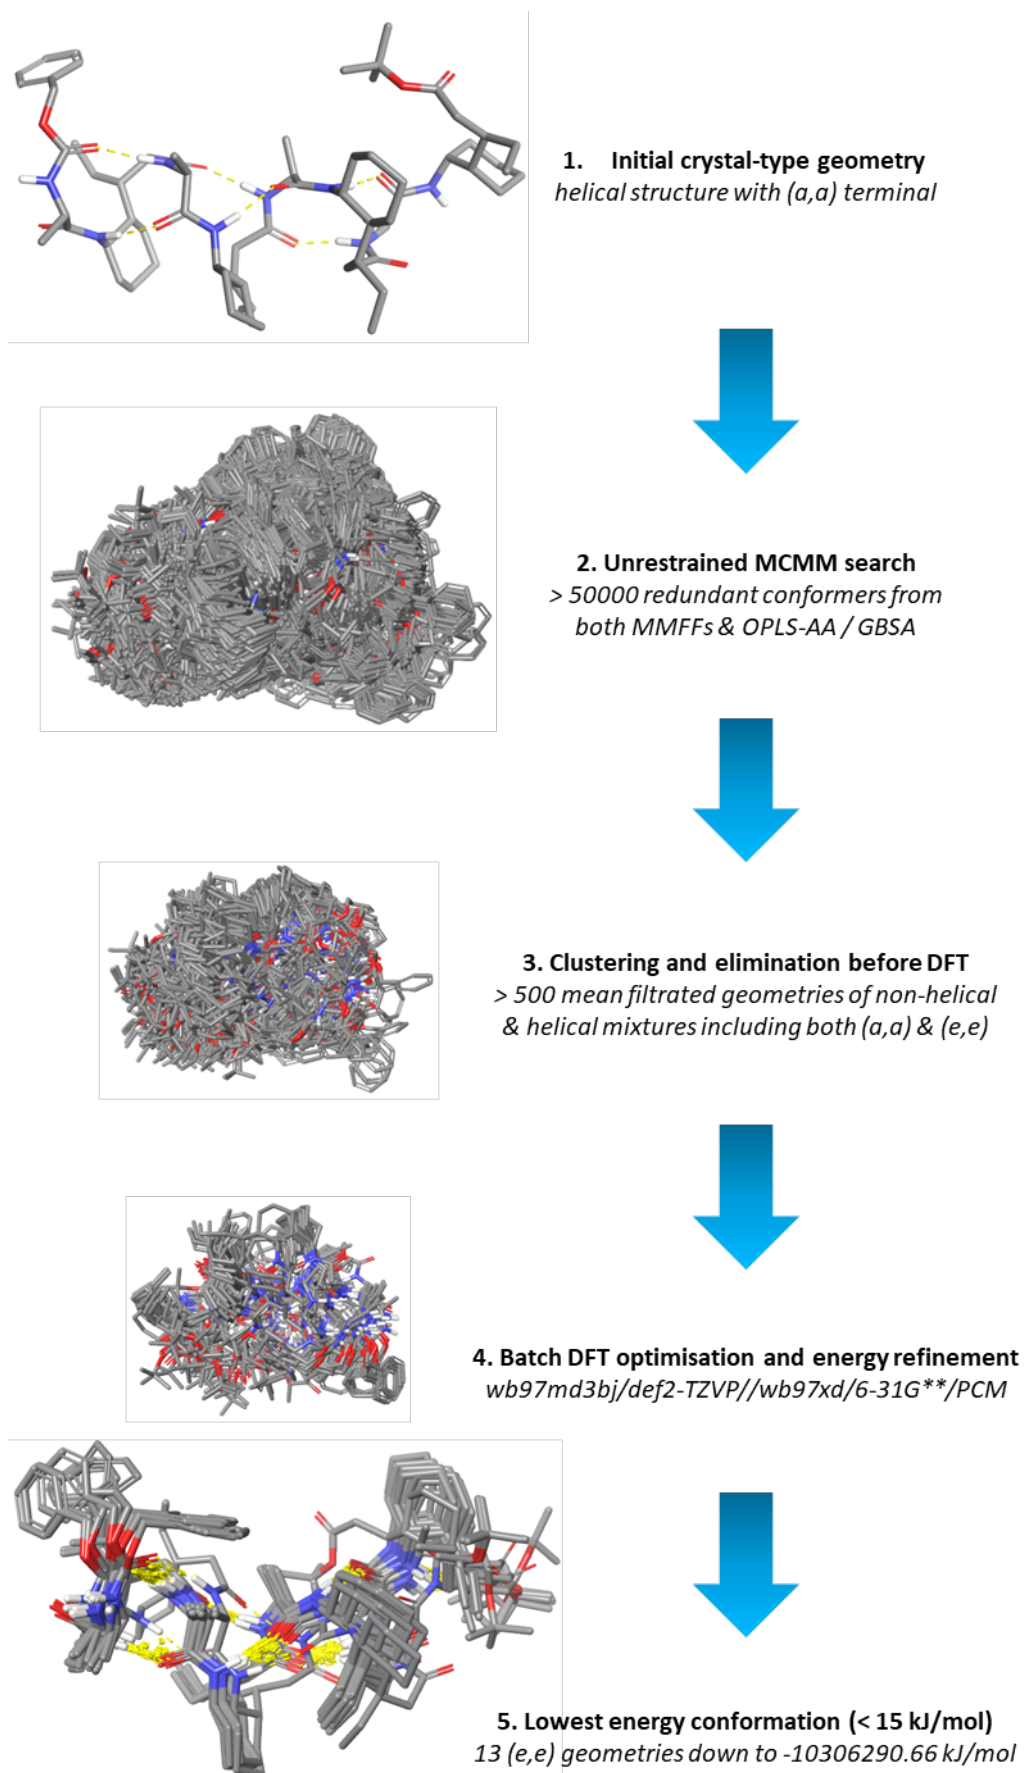 1. Initial crystal-type geometry
helical structure with (a,a) terminal
2. Unrestrained MCMM search
> 50000 redundant conformers from
both MMFFs & OPLS-AA / GBSA
3. Clustering and elimination before DFT
> 500 mean filtrated geometries of non-helical
& helical mixtures including both (a,a) & (e,e)
4. Batch DFT optimisation and energy refinement
wb97md3bj/def2-TZVP//wb97xd/6-31G**/PCM
5. Lowest energy conformation (< 15 kJ/mol)
13 (e,e) geometries down to -10306290.66 kJ/mol